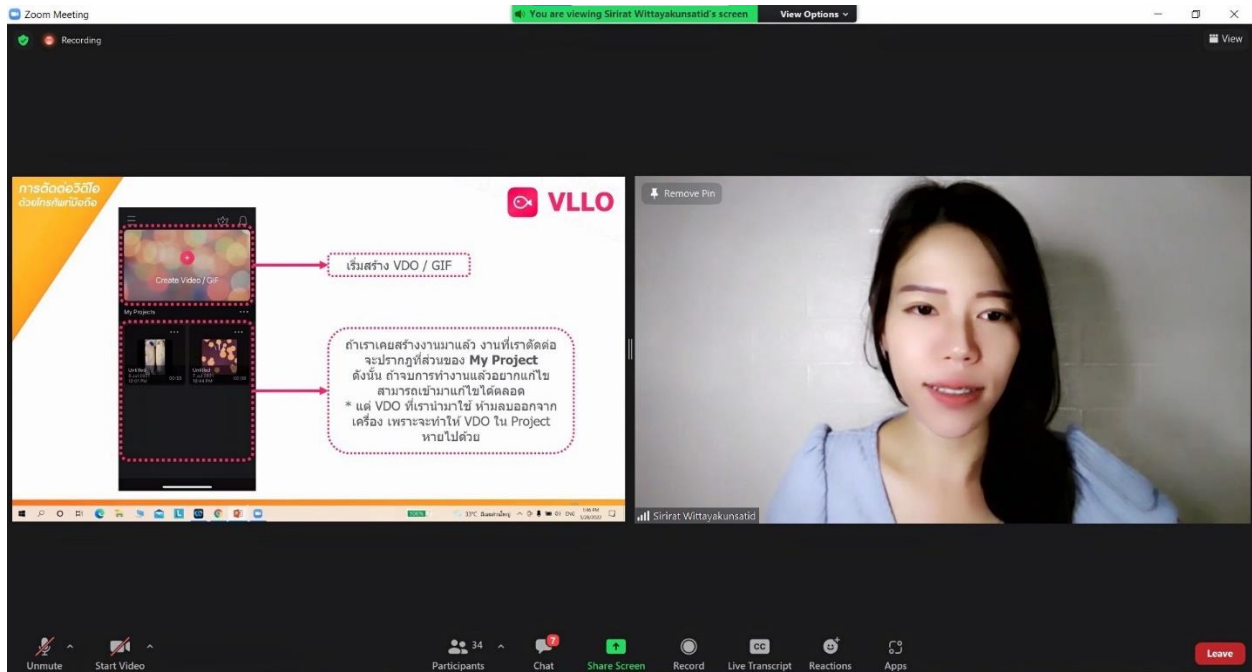 Zoom Meeting
You are viewing Sirirat Wittayakunsatid's screen
View Options
Recording
View
การตัดต่อวิดีโอ
ด้วยโทรศัพท์มือถือ
VLLO
Create Video / GIF
เริ่มสร้าง VDO / GIF
My Projects
Untitled
Untitled
ถ้าเราเคยสร้างงานมาแล้ว งานที่เราตัดต่อ
จะปรากฎที่ส่วนของ My Project
ดังนั้น ถ้าจบการทำงานแล้วอยากแก้ไข
สามารถเข้ามาแก้ไขได้ตลอด
* แต่ VDO ที่เรานำมาใช้ ห้ามลบออกจาก
เครื่อง เพราะจะทำให้ VDO ใน Project
หายไปด้วย
Remove Pin
Sirirat Wittayakunsatid
33°C
ENG
Unmute
Start Video
34
Participants
7
Chat
Share Screen
Record
CC
Live Transcript
Reactions
Apps
Leave